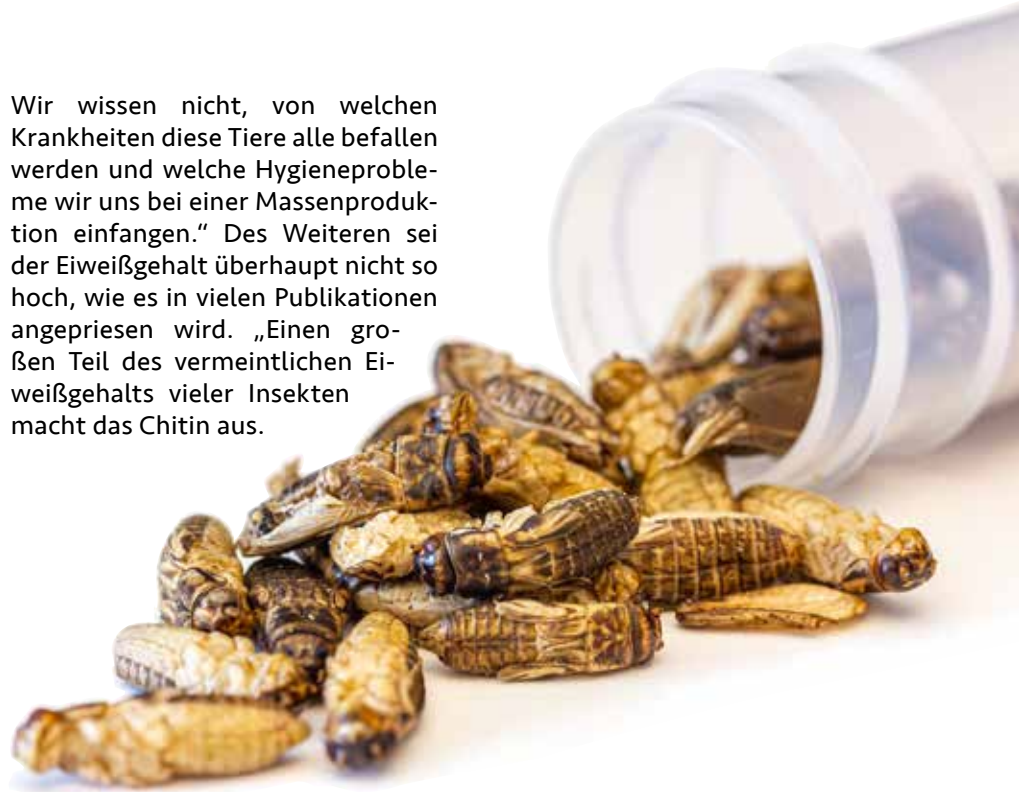 Wir wissen nicht, von welchen
Krankheiten diese Tiere alle befallen
werden und welche Hygieneproble-
me wir uns bei einer Massenproduk-
tion einfangen.“ Des Weiteren sei
der Eiweißgehalt überhaupt nicht so
hoch, wie es in vielen Publikationen
angepriesen wird. „Einen gro-
ßen Teil des vermeintlichen Ei-
weißgehalts vieler Insekten
macht das Chitin aus.